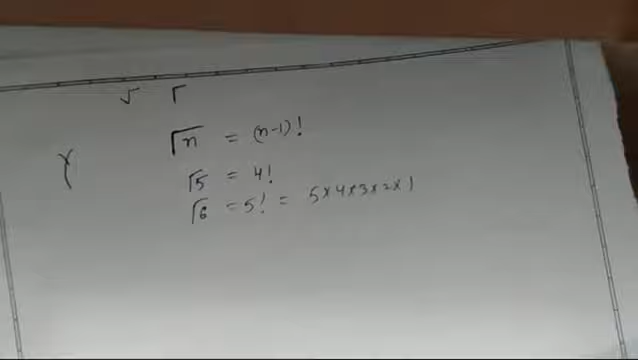 √ Γ
Γn = (n-1)!
γ
Γ5 = 4!
Γ6 = 5! = 5×4×3×2×1